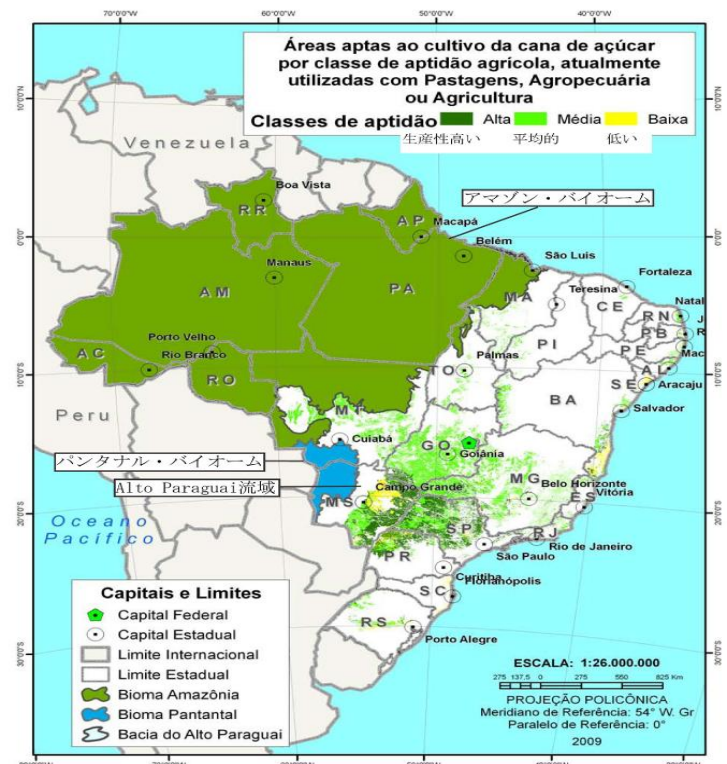 70°0'0"W
60°0'0"W
50°0'0"W
40°0'0"W
Áreas aptas ao cultivo da cana de açúcar
por classe de aptidão agrícola, atualmente
utilizadas com Pastagens, Agropecuária
ou Agricultura
Classes de aptidão Alta Média Baixa
生産性高い 平均的 低い
Venezuela
Boa Vista
RR
アマゾン・バイオーム
AP
Macapá
Belém
São Luis
Fortaleza
Manaus
Teresina
AM
PA
MA
CE
RN
Natal
PB
PI
Porto Velho
PE
AC
Rio Branco
Palmas
TO
AL
Mac
RO
SE
Aracaju
BA
Salvador
Peru
MT
Cuiabá
GO
Goiânia
パンタナル・バイオーム
MG
Belo Horizonte
Alto Paraguai流域
Campo Grande
Vitória
ES
MS
Oceano
Pacífico
SP
RJ
Rio de Janeiro
São Paulo
PR
Curitiba
Florianópolis
SC
RS
Porto Alegre
Capitais e Limites
Capital Federal
Capital Estadual
Limite Internacional
Limite Estadual
Bioma Amazônia
Bioma Pantantal
Bacia do Alto Paraguai
ESCALA: 1:26.000.000
275 137,5 0 275 550 825 Km
PROJEÇÃO POLICÔNICA
Meridiano de Referência: 54° W. Gr
Paralelo de Referência: 0°
2009